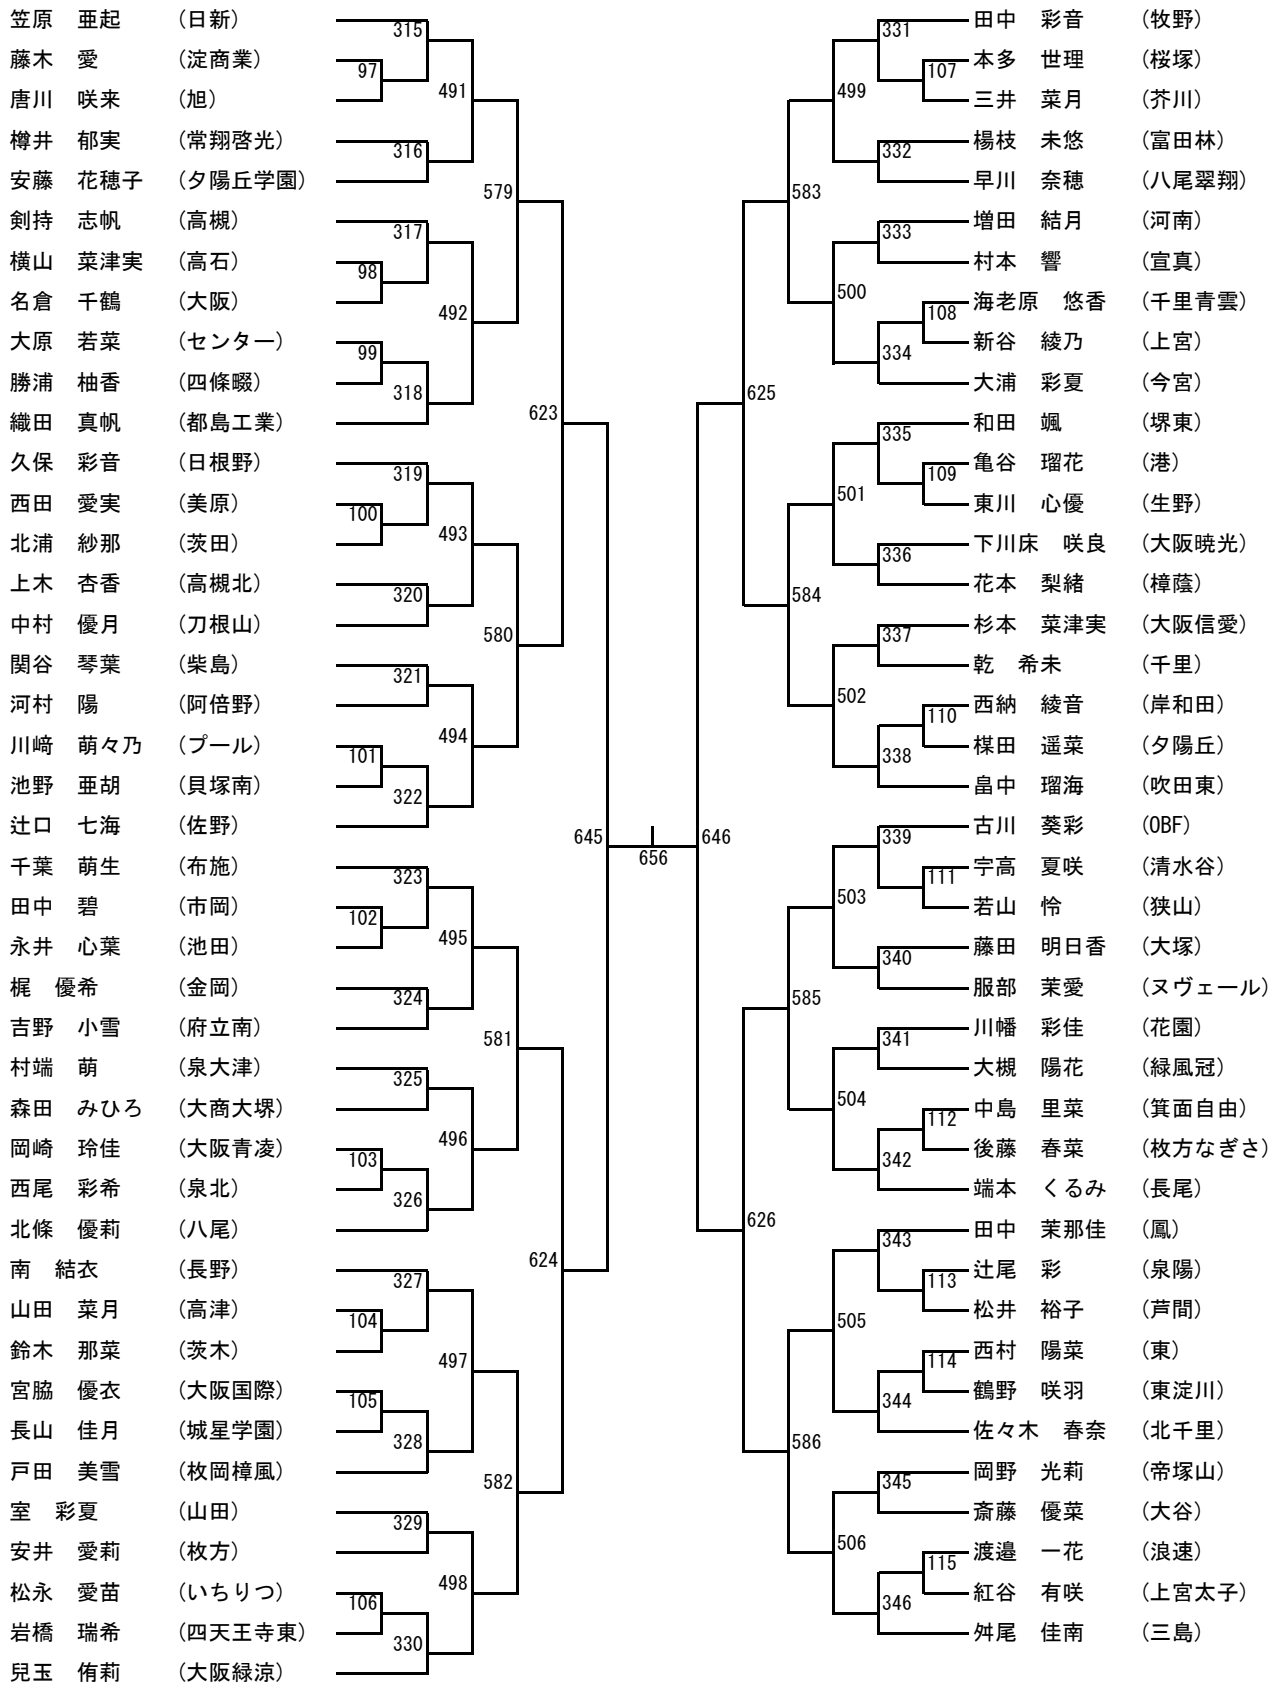 笠原　亜起　(日新)
藤木　愛　(淀商業)
唐川　咲来　(旭)
樽井　郁実　(常翔啓光)
安藤　花穂子　(夕陽丘学園)
剣持　志帆　(高槻)
横山　菜津実　(高石)
名倉　千鶴　(大阪)
大原　若菜　(センター)
勝浦　柚香　(四條畷)
織田　真帆　(都島工業)
久保　彩音　(日根野)
西田　愛実　(美原)
北浦　紗那　(茨田)
上木　杏香　(高槻北)
中村　優月　(刀根山)
関谷　琴葉　(柴島)
河村　陽　(阿倍野)
川﨑　萌々乃　(プール)
池野　亜胡　(貝塚南)
辻口　七海　(佐野)
千葉　萌生　(布施)
田中　碧　(市岡)
永井　心葉　(池田)
梶　優希　(金岡)
吉野　小雪　(府立南)
村端　萌　(泉大津)
森田　みひろ　(大商大堺)
岡崎　玲佳　(大阪青凌)
西尾　彩希　(泉北)
北條　優莉　(八尾)
南　結衣　(長野)
山田　菜月　(高津)
鈴木　那菜　(茨木)
宮脇　優衣　(大阪国際)
長山　佳月　(城星学園)
戸田　美雪　(枚岡樟風)
室　彩夏　(山田)
安井　愛莉　(枚方)
松永　愛苗　(いちりつ)
岩橋　瑞希　(四天王寺東)
兒玉　侑莉　(大阪緑涼)
97
98
99
100
101
102
103
104
105
106
315
316
317
318
319
320
321
322
323
324
325
326
327
328
329
330
491
492
493
494
495
496
497
498
579
580
581
582
623
624
645
656
646
625
626
583
584
585
586
499
500
501
502
503
504
505
506
331
332
333
334
335
336
337
338
339
340
341
342
343
344
345
346
107
108
109
110
111
112
113
114
115
田中　彩音　(牧野)
本多　世理　(桜塚)
三井　菜月　(芥川)
楊枝　未悠　(富田林)
早川　奈穂　(八尾翠翔)
増田　結月　(河南)
村本　響　(宣真)
海老原　悠香　(千里青雲)
新谷　綾乃　(上宮)
大浦　彩夏　(今宮)
和田　颯　(堺東)
亀谷　瑠花　(港)
東川　心優　(生野)
下川床　咲良　(大阪暁光)
花本　梨緒　(樟蔭)
杉本　菜津実　(大阪信愛)
乾　希未　(千里)
西納　綾音　(岸和田)
楳田　遥菜　(夕陽丘)
畠中　瑠海　(吹田東)
古川　葵彩　(OBF)
宇高　夏咲　(清水谷)
若山　怜　(狭山)
藤田　明日香　(大塚)
服部　茉愛　(ヌヴェール)
川幡　彩佳　(花園)
大槻　陽花　(緑風冠)
中島　里菜　(箕面自由)
後藤　春菜　(枚方なぎさ)
端本　くるみ　(長尾)
田中　茉那佳　(鳳)
辻尾　彩　(泉陽)
松井　裕子　(芦間)
西村　陽菜　(東)
鶴野　咲羽　(東淀川)
佐々木　春奈　(北千里)
岡野　光莉　(帝塚山)
斎藤　優菜　(大谷)
渡邉　一花　(浪速)
紅谷　有咲　(上宮太子)
舛尾　佳南　(三島)